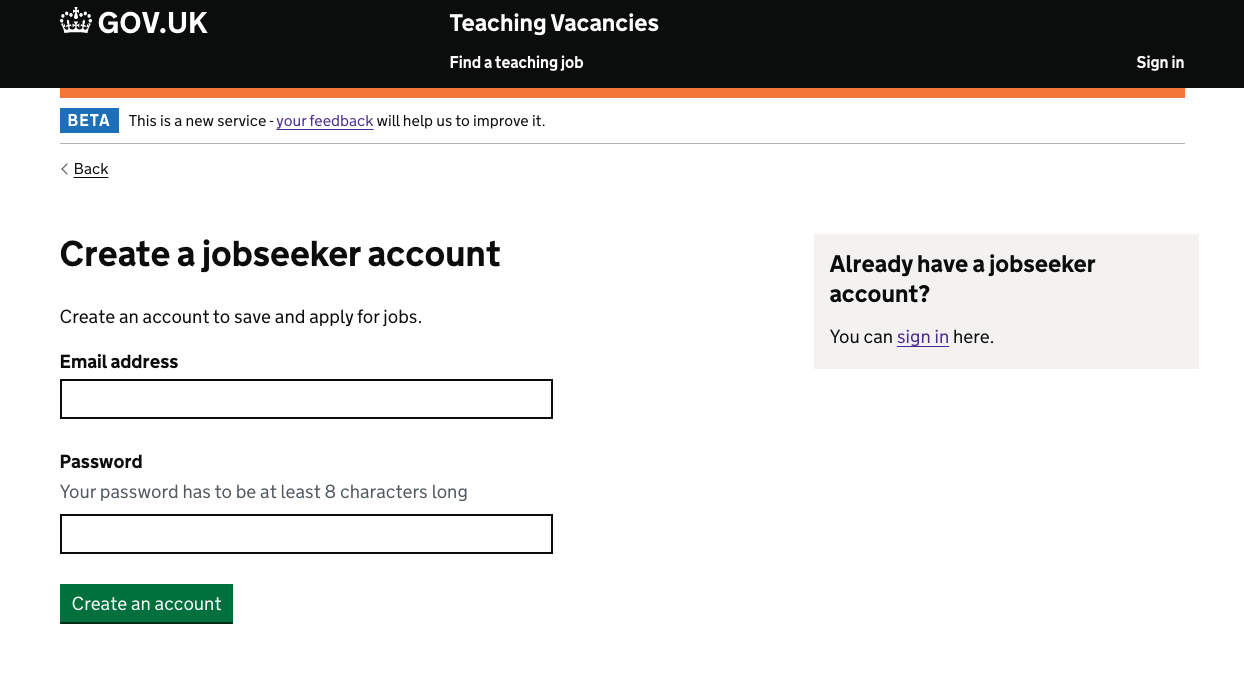 GOV.UK
Teaching Vacancies
Find a teaching job
Sign in
BETA This is a new service - your feedback will help us to improve it.
Back
Create a jobseeker account
Create an account to save and apply for jobs.
Email address
Password
Your password has to be at least 8 characters long
Create an account
Already have a jobseeker
account?
You can sign in here.